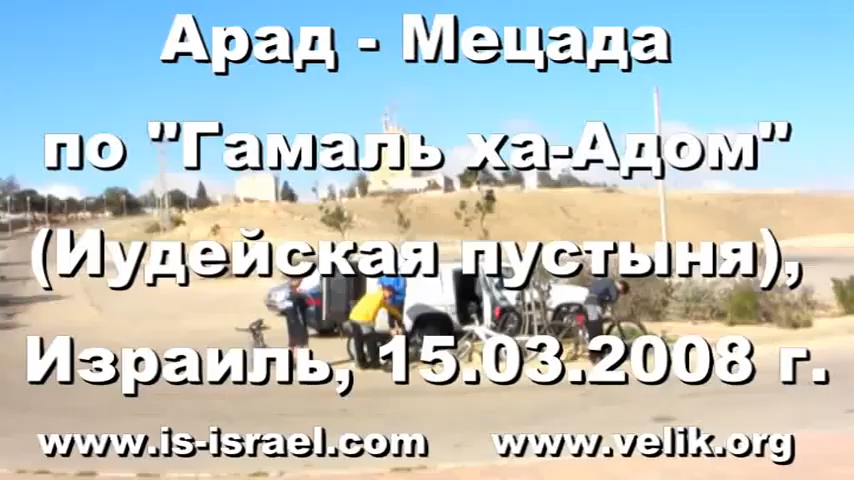 Арад - Мецада
по "Гамаль ха-Адом"
(Иудейская пустыня),
Израиль, 15.03.2008 г.
www.is-israel.com www.velik.org